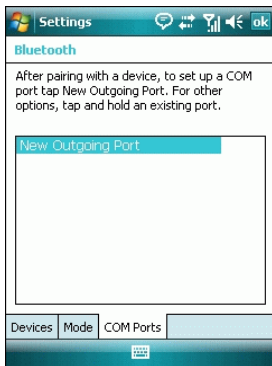 Settings
ok
Bluetooth
After pairing with a device, to set up a COM
port tap New Outgoing Port. For other
options, tap and hold an existing port.
New Outgoing Port
Devices Mode COM Ports